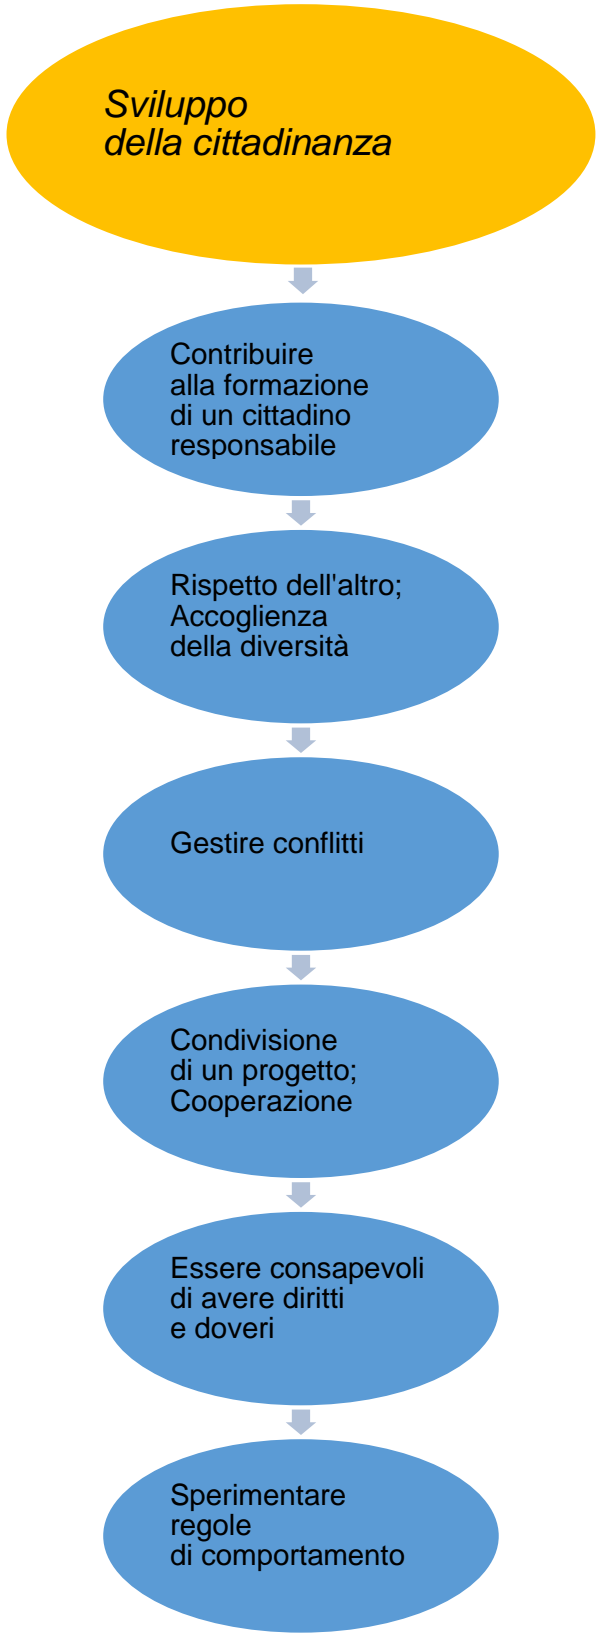 Sviluppo
della cittadinanza
Contribuire
alla formazione
di un cittadino
responsabile
Rispetto dell'altro;
Accoglienza
della diversità
Gestire conflitti
Condivisione
di un progetto;
Cooperazione
Essere consapevoli
di avere diritti
e doveri
Sperimentare
regole
di comportamento